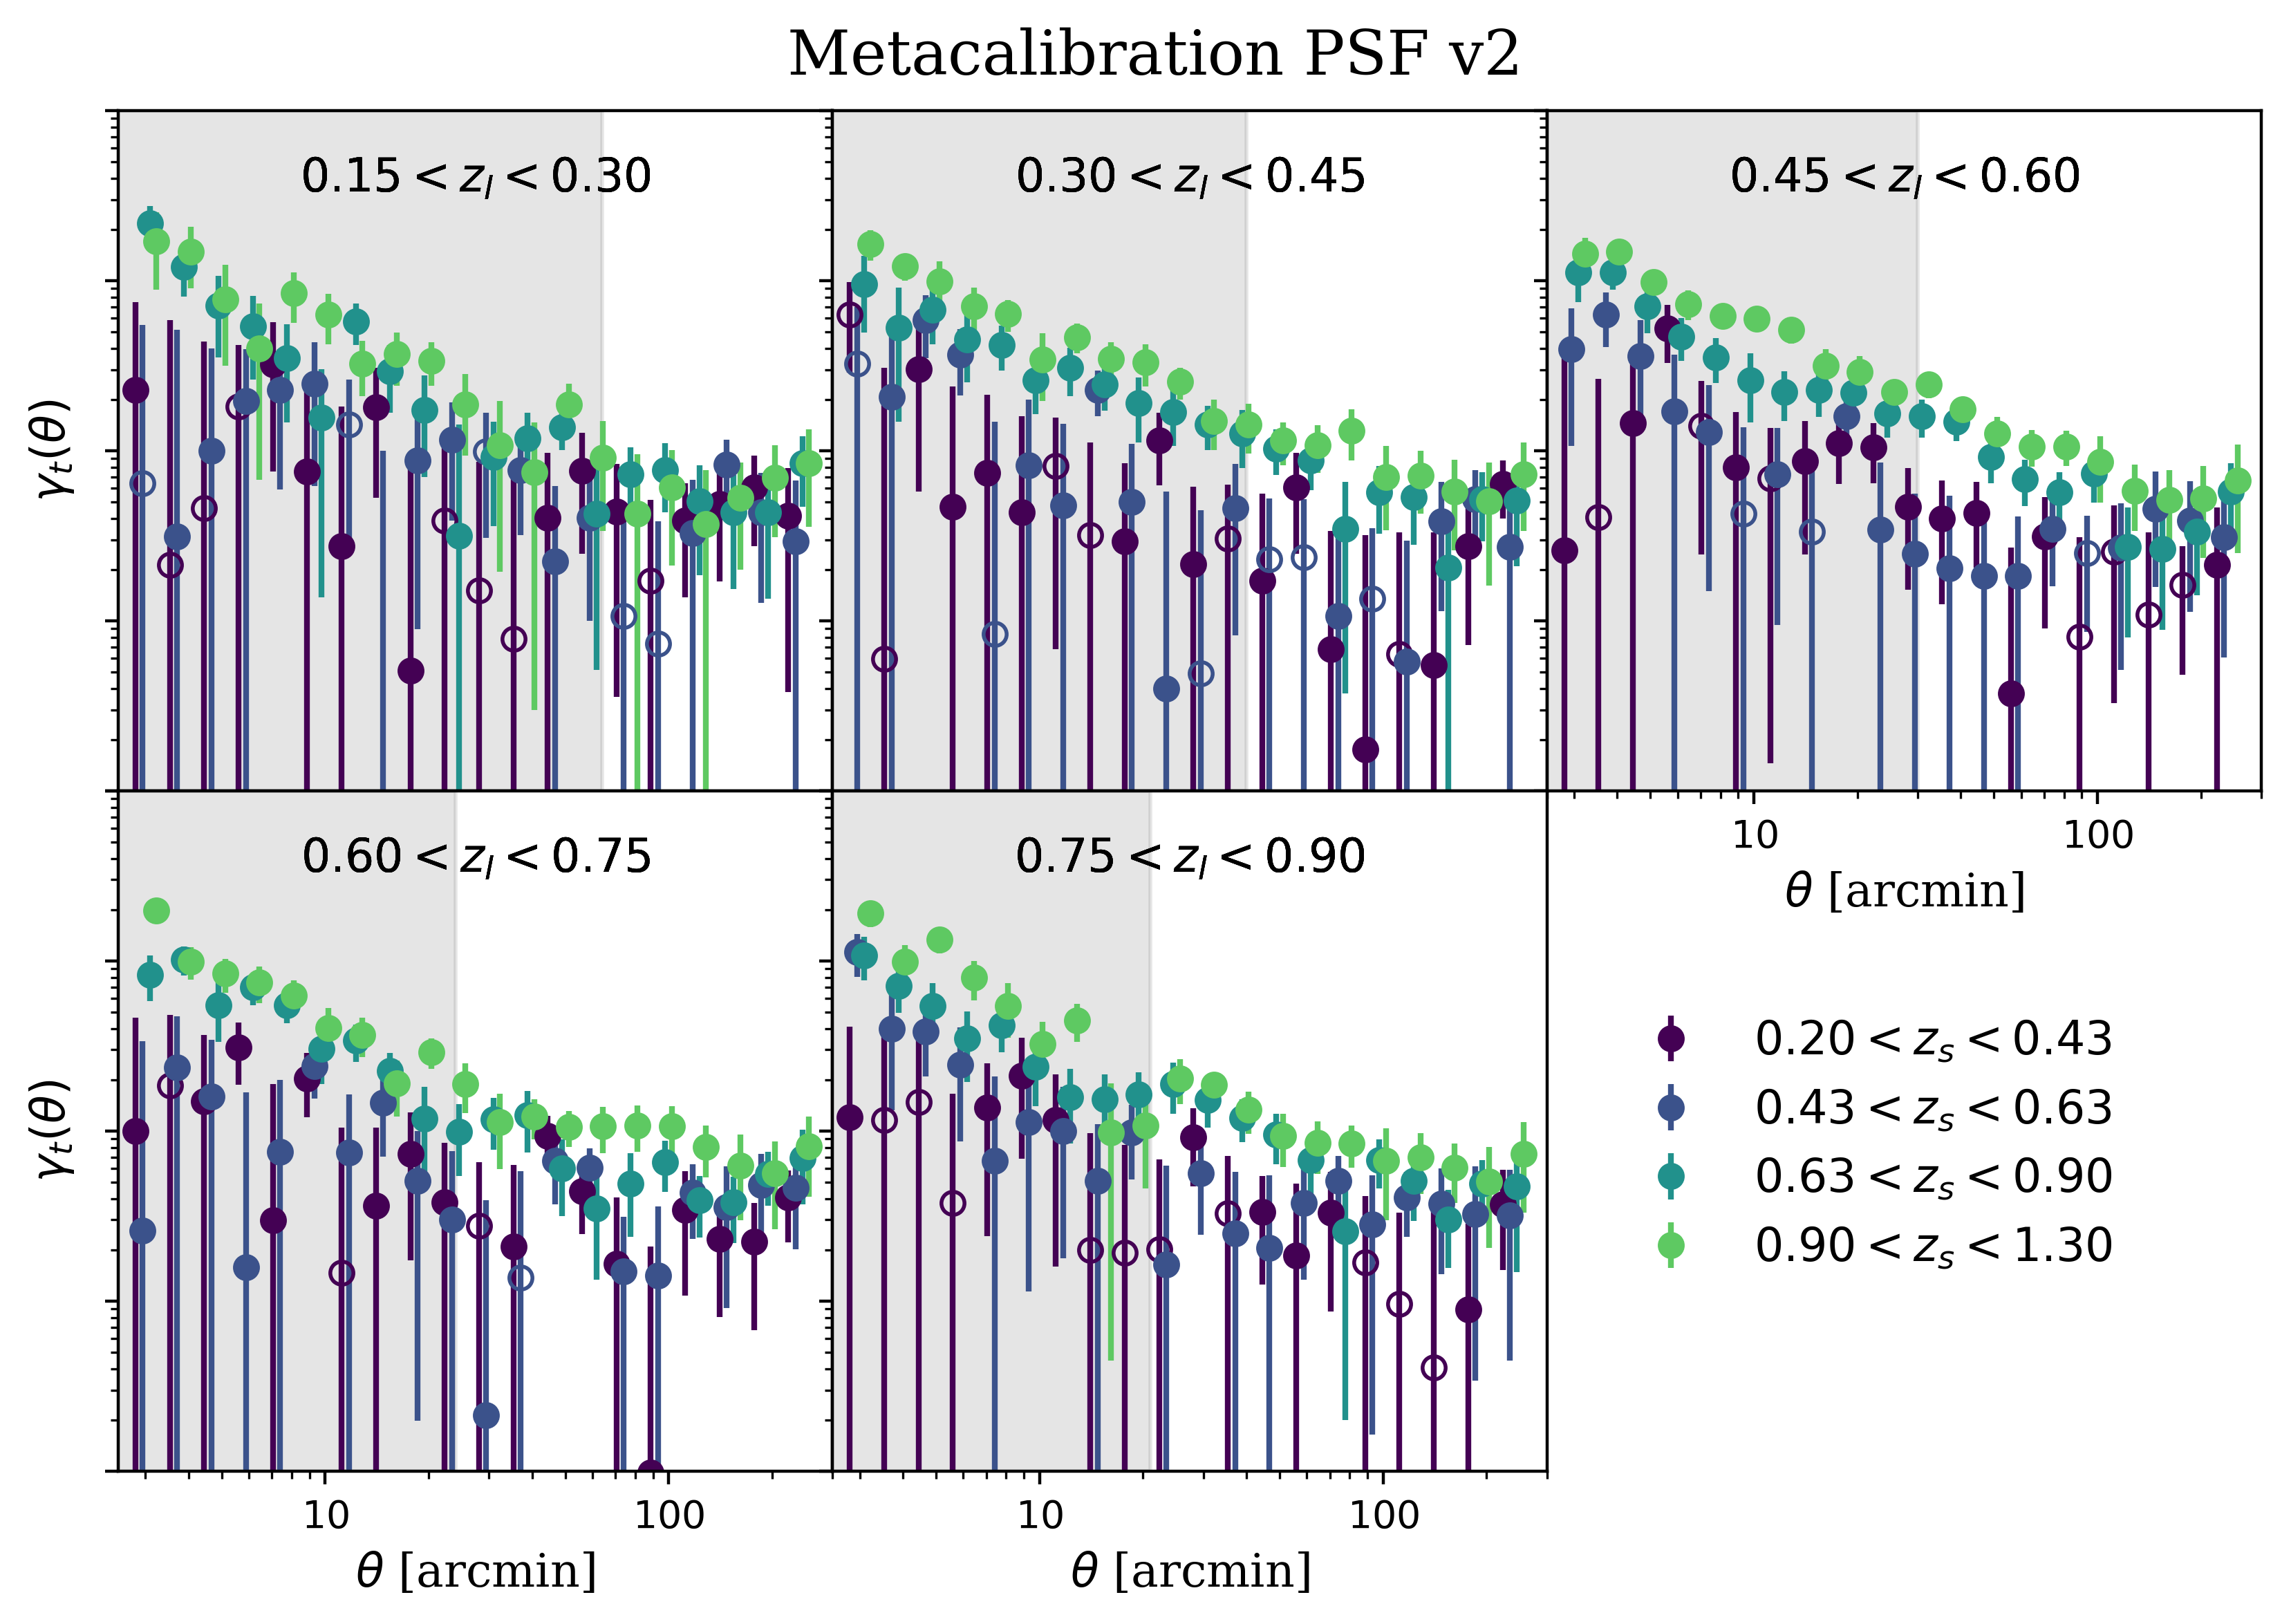 Metacalibration PSF v2
0.15 < z_l < 0.30
0.30 < z_l < 0.45
0.45 < z_l < 0.60
γ_t(θ)
10 100
θ [arcmin]
0.60 < z_l < 0.75
0.75 < z_l < 0.90
γ_t(θ)
0.20 < z_s < 0.43
0.43 < z_s < 0.63
0.63 < z_s < 0.90
0.90 < z_s < 1.30
10 100
10 100
θ [arcmin]
θ [arcmin]